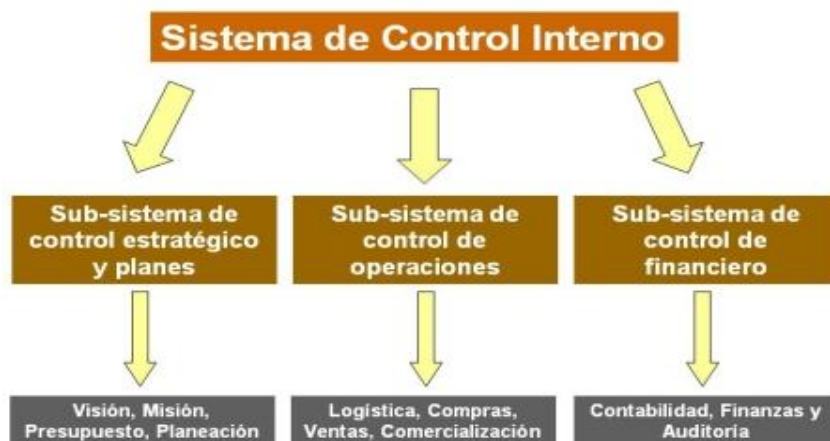 Sistema de Control Interno
Sub-sistema de
control estratégico
y planes
Sub-sistema de
control de
operaciones
Sub-sistema de
control de
financiero
Visión, Misión,
Presupuesto, Planeación
Logística, Compras,
Ventas, Comercialización
Contabilidad, Finanzas y
Auditoría